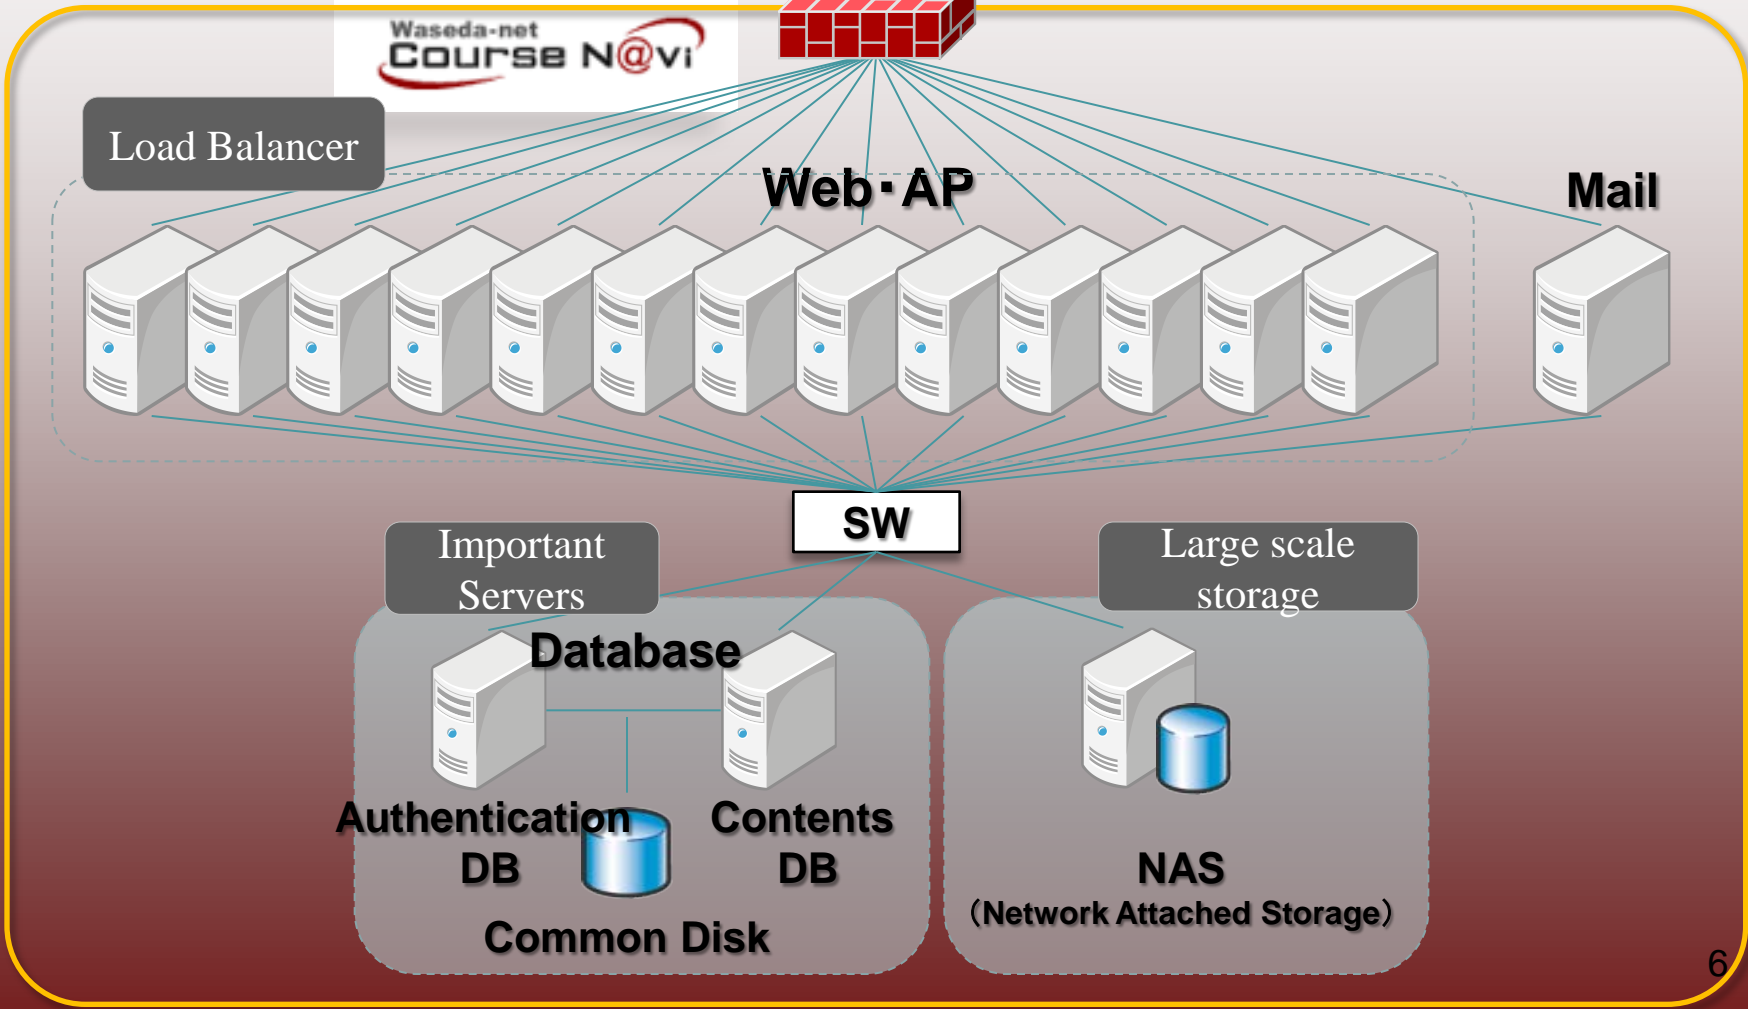 Waseda-net
Course N@vi
Load Balancer
Web・AP
Mail
SW
Important
Servers
Large scale
storage
Database
Authentication
DB
Contents
DB
Common Disk
NAS
（Network Attached Storage）
6